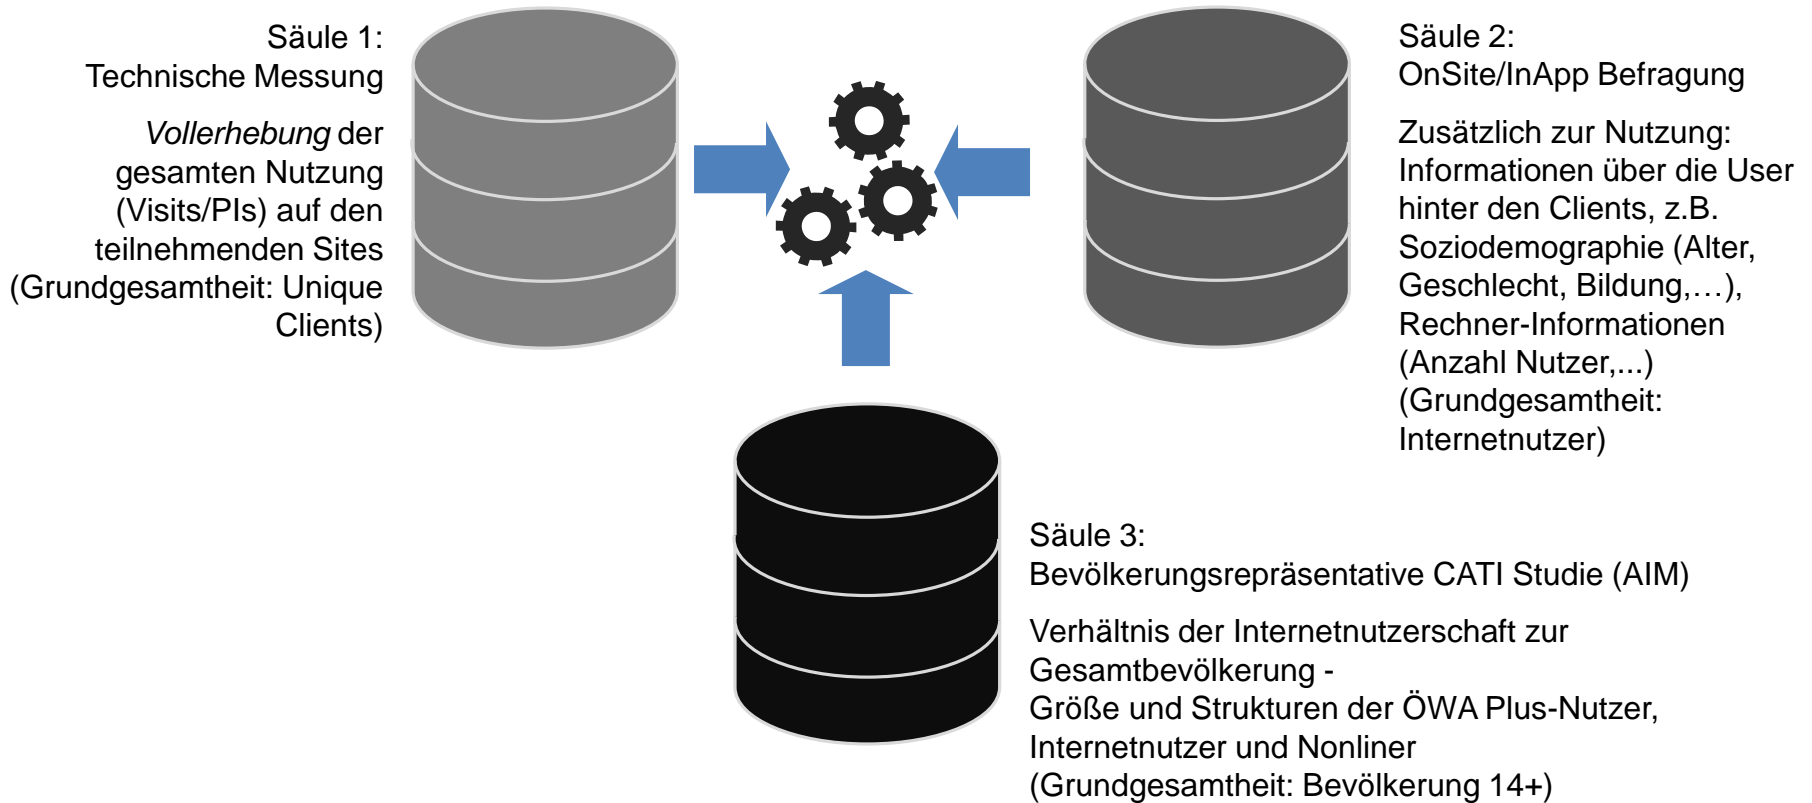 Säule 1:
Technische Messung
Vollerhebung der
gesamten Nutzung
(Visits/PIs) auf den
teilnehmenden Sites
(Grundgesamtheit: Unique
Clients)
Säule 2:
OnSite/InApp Befragung
Zusätzlich zur Nutzung:
Informationen über die User
hinter den Clients, z.B.
Soziodemographie (Alter,
Geschlecht, Bildung,…),
Rechner-Informationen
(Anzahl Nutzer,...)
(Grundgesamtheit:
Internetnutzer)
Säule 3:
Bevölkerungsrepräsentative CATI Studie (AIM)
Verhältnis der Internetnutzerschaft zur
Gesamtbevölkerung -
Größe und Strukturen der ÖWA Plus-Nutzer,
Internetnutzer und Nonliner
(Grundgesamtheit: Bevölkerung 14+)